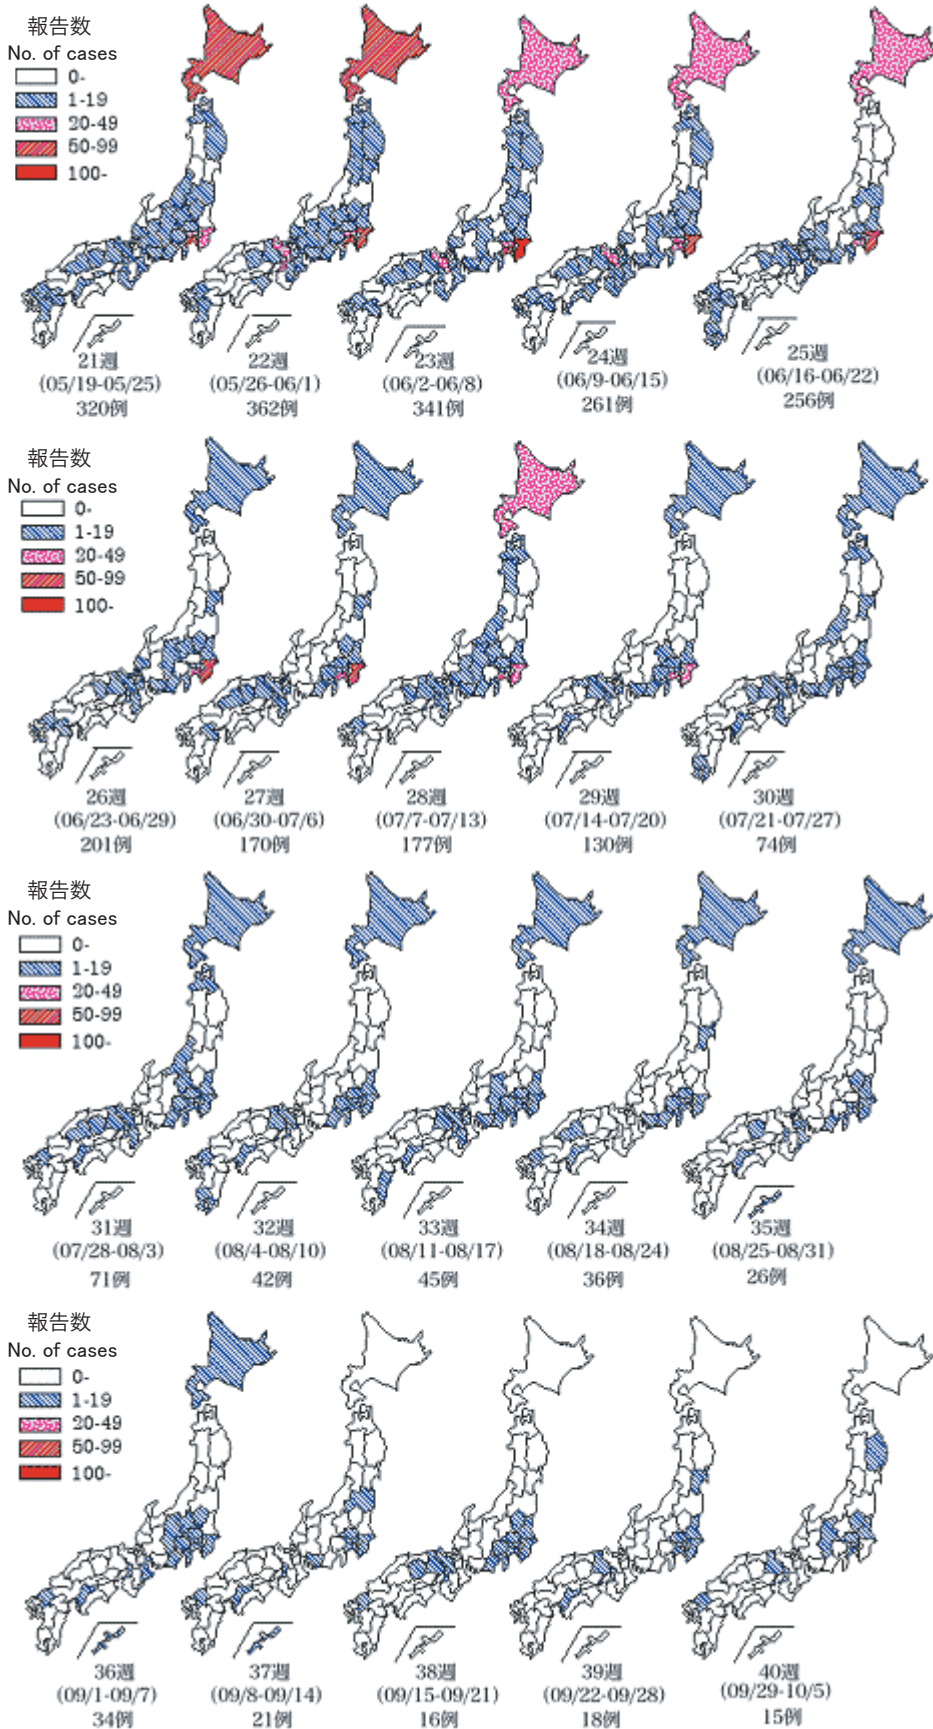 報告数
No. of cases
0-
1-19
20-49
50-99
100-
21週
(05/19-05/25)
320例
22週
(05/26-06/1)
362例
23週
(06/2-06/8)
341例
24週
(06/9-06/15)
261例
25週
(06/16-06/22)
256例
報告数
No. of cases
0-
1-19
20-49
50-99
100-
26週
(06/23-06/29)
201例
27週
(06/30-07/6)
170例
28週
(07/7-07/13)
177例
29週
(07/14-07/20)
130例
30週
(07/21-07/27)
74例
報告数
No. of cases
0-
1-19
20-49
50-99
100-
31週
(07/28-08/3)
71例
32週
(08/4-08/10)
42例
33週
(08/11-08/17)
45例
34週
(08/18-08/24)
36例
35週
(08/25-08/31)
26例
報告数
No. of cases
0-
1-19
20-49
50-99
100-
36週
(09/1-09/7)
34例
37週
(09/8-09/14)
21例
38週
(09/15-09/21)
16例
39週
(09/22-09/28)
18例
40週
(09/29-10/5)
15例